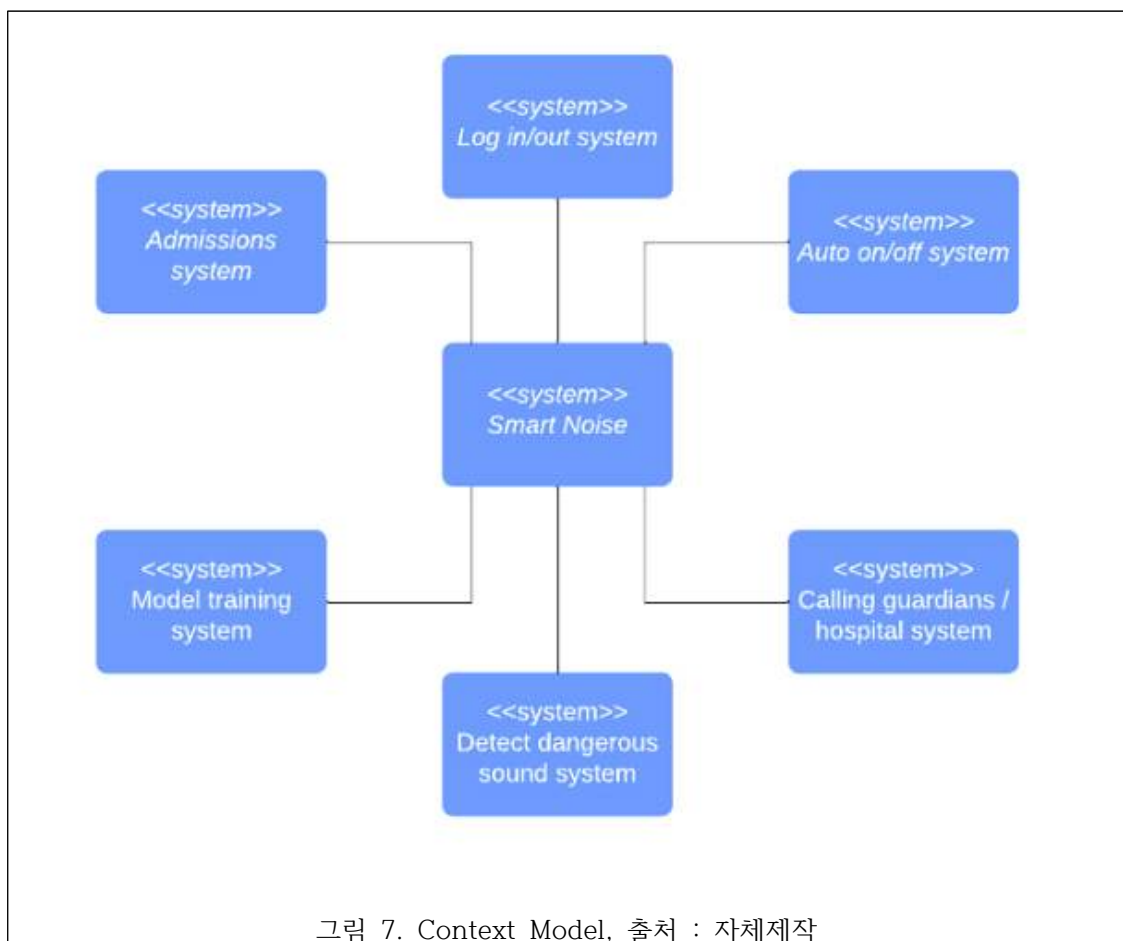 <<system>>
Log in/out system
<<system>>
Admissions
system
<<system>>
Auto on/off system
<<system>>
Smart Noise
<<system>>
Model training
system
<<system>>
Calling guardians /
hospital system
<<system>>
Detect dangerous
sound system
그림 7. Context Model, 출처 : 자체제작